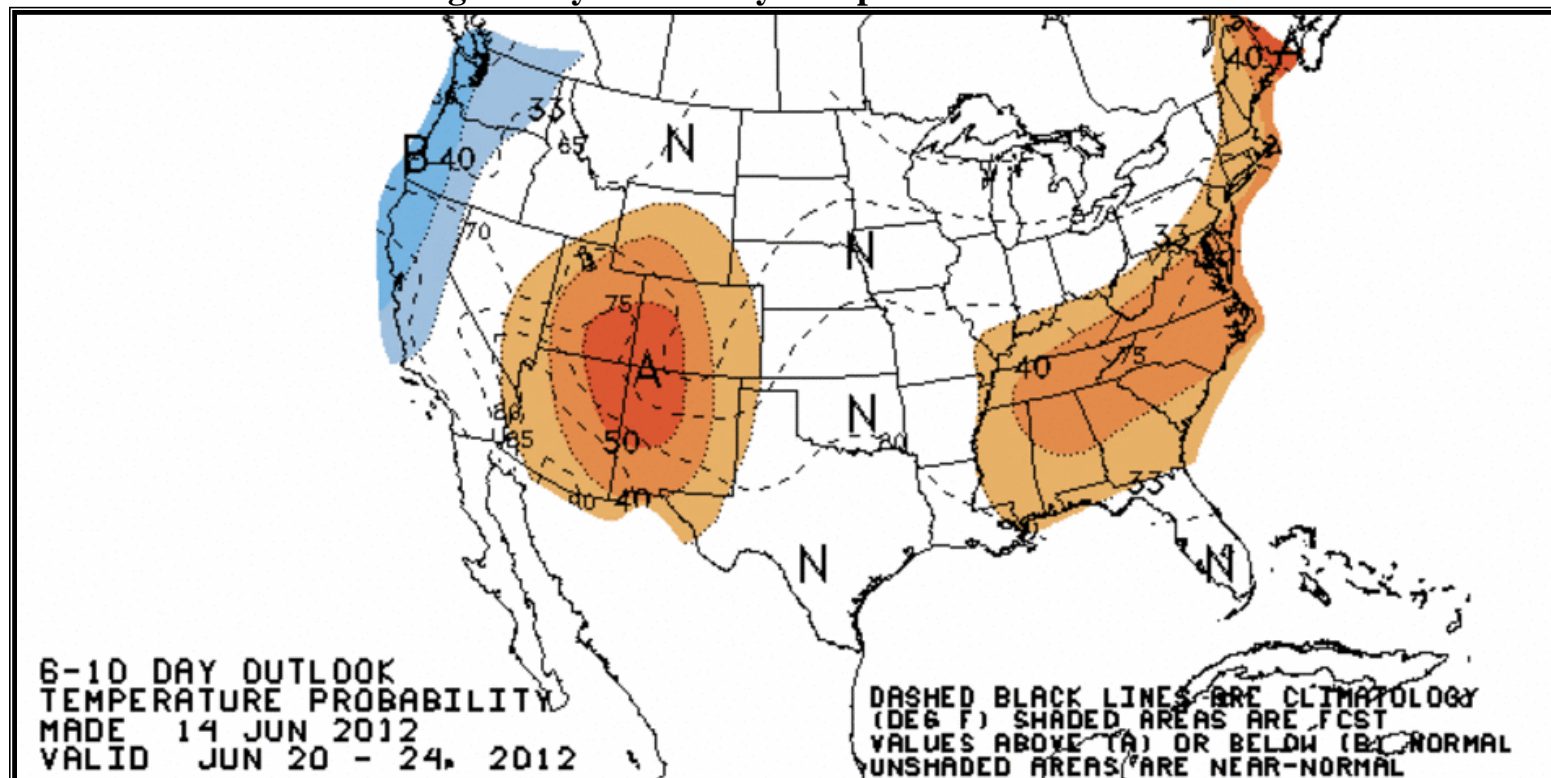 33
40
A
B
40
33
65
N
70
N
33
75
A
50
40
75
40
N
80
85
80
33
N
N
6-10 DAY OUTLOOK
TEMPERATURE PROBABILITY
MADE 14 JUN 2012
VALID JUN 20 - 24, 2012
DASHED BLACK LINES ARE CLIMATOLOGY
(DEG F) SHADED AREAS ARE FCST
VALUES ABOVE (A) OR BELOW (B) NORMAL
UNSHADED AREAS ARE NEAR-NORMAL